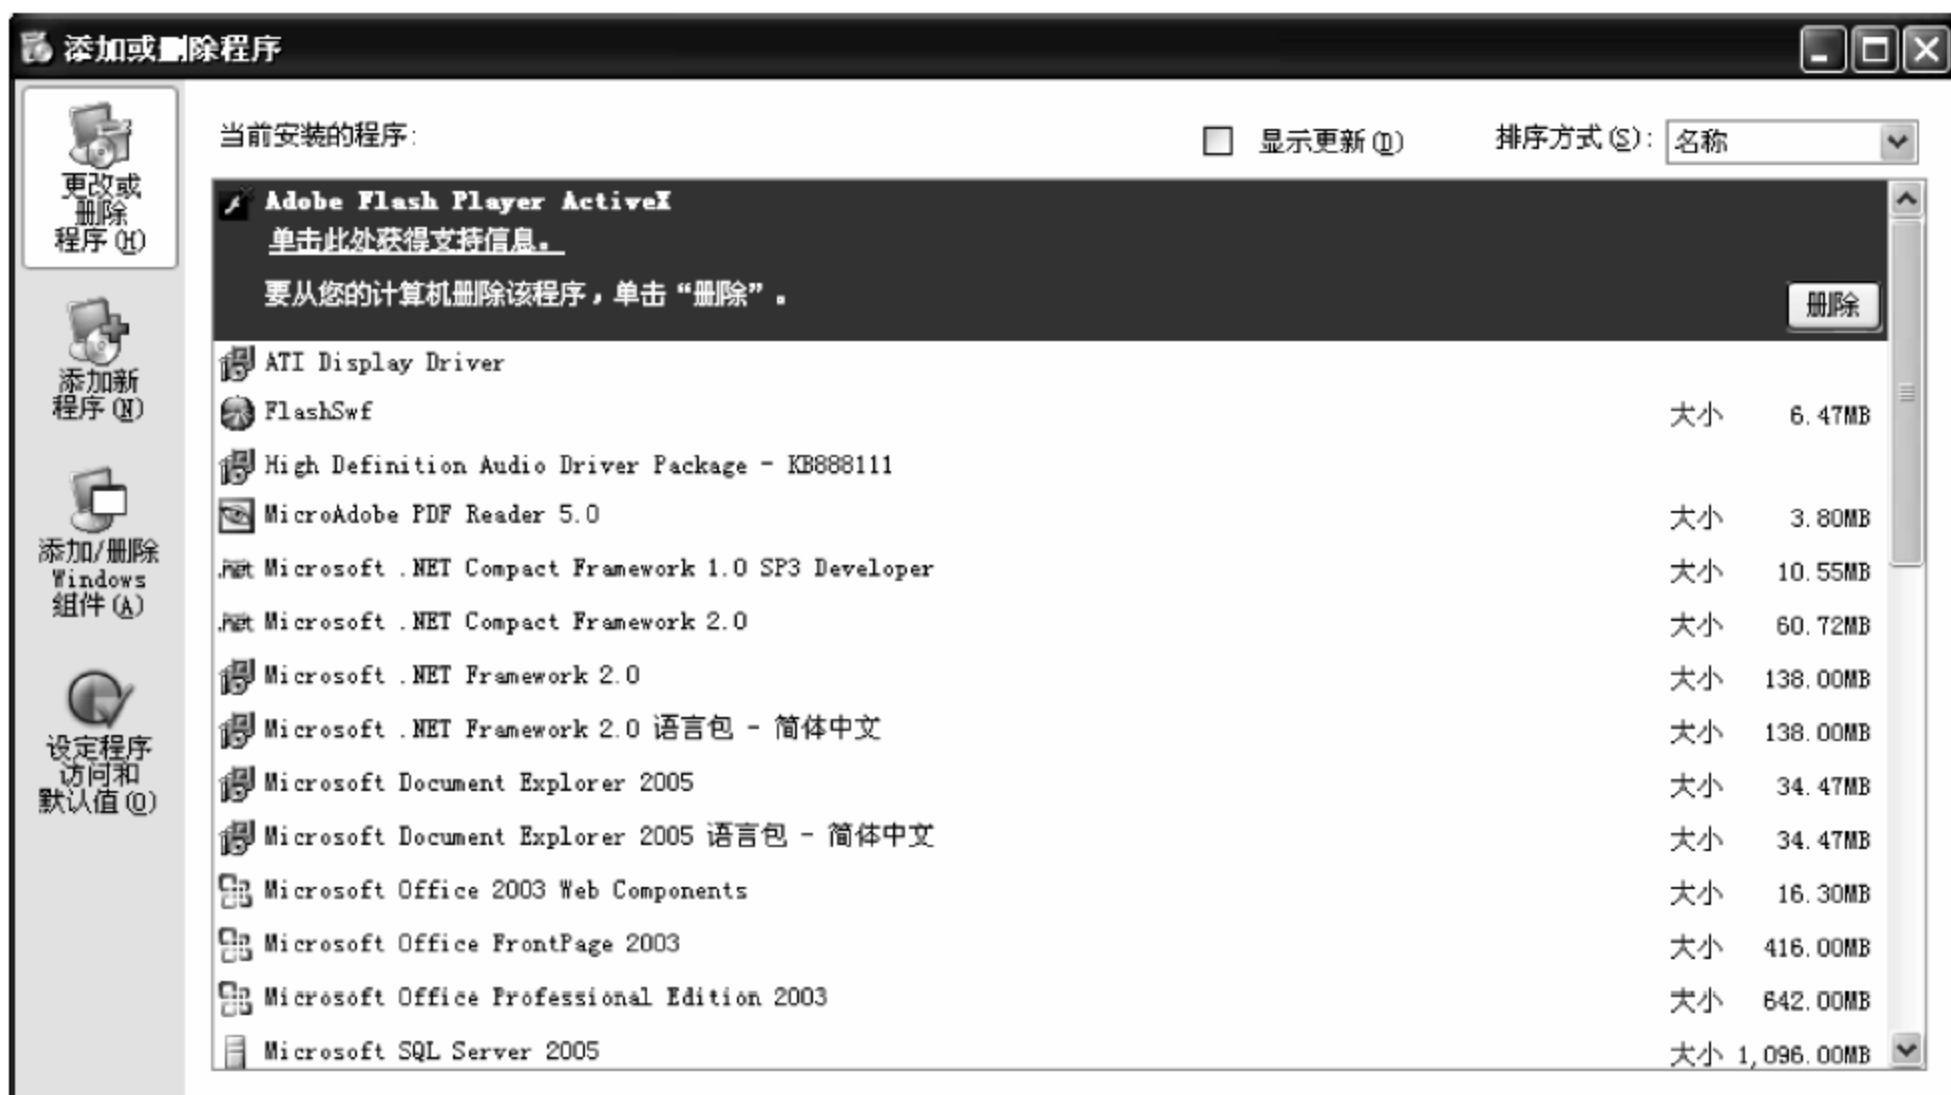 添加或删除程序
当前安装的程序:
显示更新(D)
排序方式(S): 名称
更改或
删除
程序(H)
添加新
程序(N)
添加/删除
Windows
组件(A)
设定程序
访问和
默认值(O)
Adobe Flash Player ActiveX
单击此处获得支持信息。
要从您的计算机删除该程序，单击“删除”。
删除
ATI Display Driver
FlashSwf 大小 6.47MB
High Definition Audio Driver Package - KB888111
MicroAdobe PDF Reader 5.0 大小 3.80MB
.net Microsoft .NET Compact Framework 1.0 SP3 Developer 大小 10.55MB
.net Microsoft .NET Compact Framework 2.0 大小 60.72MB
Microsoft .NET Framework 2.0 大小 138.00MB
Microsoft .NET Framework 2.0 语言包 - 简体中文 大小 138.00MB
Microsoft Document Explorer 2005 大小 34.47MB
Microsoft Document Explorer 2005 语言包 - 简体中文 大小 34.47MB
Microsoft Office 2003 Web Components 大小 16.30MB
Microsoft Office FrontPage 2003 大小 416.00MB
Microsoft Office Professional Edition 2003 大小 642.00MB
Microsoft SQL Server 2005 大小 1,096.00MB